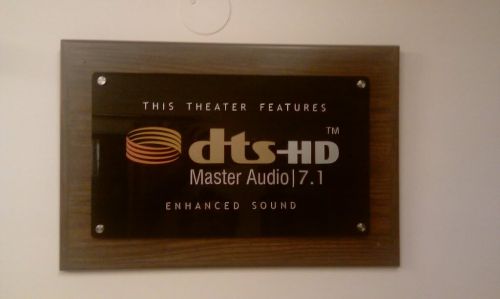 THIS THEATER FEATURES
dts-HD™
Master Audio|7.1
ENHANCED SOUND